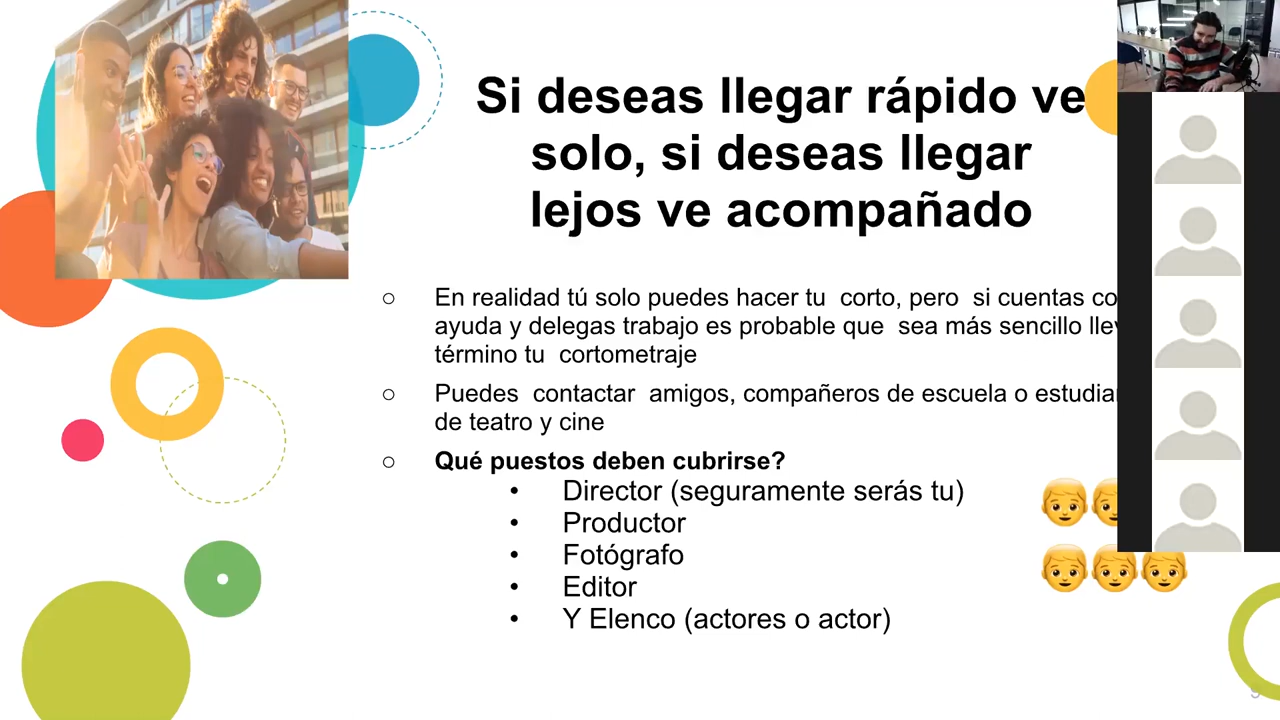 Si deseas llegar rápido ve
solo, si deseas llegar
lejos ve acompañado
○ En realidad tú solo puedes hacer tu corto, pero si cuentas
ayuda y delegas trabajo es probable que sea más sencillo
término tu cortometraje
○ Puedes contactar amigos, compañeros de escuela o
de teatro y cine
○ Qué puestos deben cubrirse?
• Director (seguramente serás tu)
• Productor
• Fotógrafo
• Editor
• Y Elenco (actores o actor)